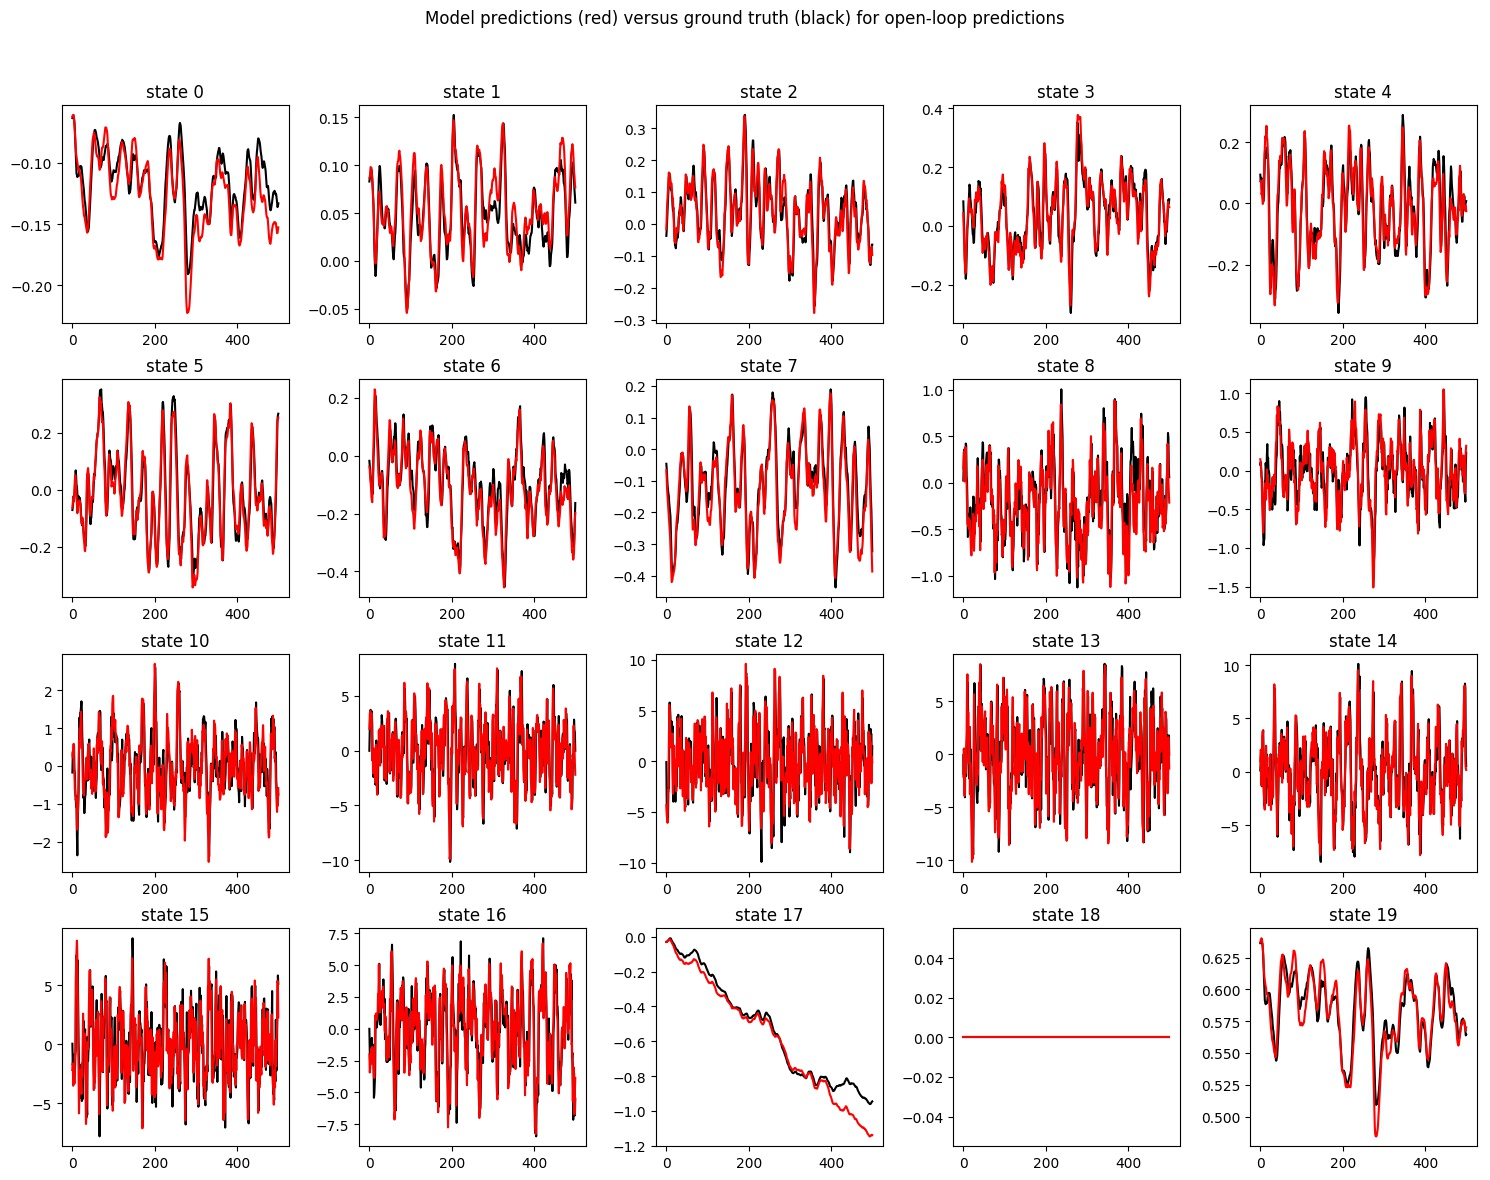 Model predictions (red) versus ground truth (black) for open-loop predictions
state 0 state 1 state 2 state 3 state 4
−0.10 −0.15 −0.20
0 200 400
0.15 0.10 0.05 0.00 −0.05
0 200 400
0.3 0.2 0.1 0.0 −0.1 −0.2 −0.3
0 200 400
0.4 0.2 0.0 −0.2
0 200 400
0.2 0.0 −0.2
0 200 400
state 5 state 6 state 7 state 8 state 9
0.2 0.0 −0.2
0 200 400
0.2 0.0 −0.2 −0.4
0 200 400
0.2 0.1 0.0 −0.1 −0.2 −0.3 −0.4
0 200 400
1.0 0.5 0.0 −0.5 −1.0
0 200 400
1.0 0.5 0.0 −0.5 −1.0 −1.5
0 200 400
state 10 state 11 state 12 state 13 state 14
2 1 0 −1 −2
0 200 400
5 0 −5 −10
0 200 400
10 5 0 −5 −10
0 200 400
5 0 −5 −10
0 200 400
10 5 0 −5
0 200 400
state 15 state 16 state 17 state 18 state 19
5 0 −5
0 200 400
7.5 5.0 2.5 0.0 −2.5 −5.0 −7.5
0 200 400
0.0 −0.2 −0.4 −0.6 −0.8 −1.0 −1.2
0 200 400
0.04 0.02 0.00 −0.02 −0.04
0 200 400
0.625 0.600 0.575 0.550 0.525 0.500
0 200 400